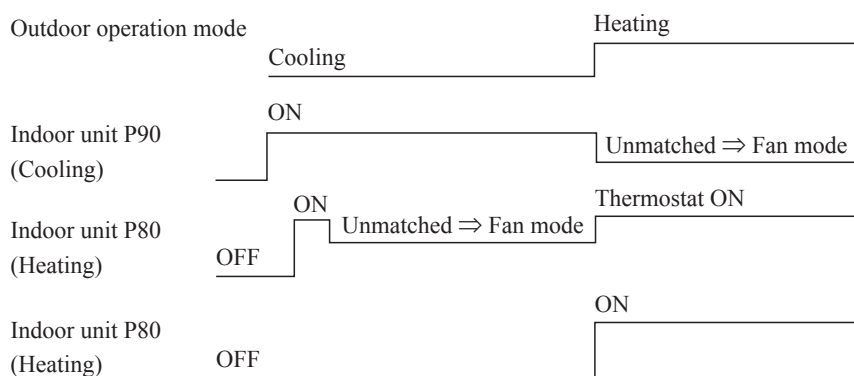 Outdoor operation mode
Heating
Cooling
ON
Indoor unit P90
(Cooling)
Unmatched ⇒ Fan mode
ON
Thermostat ON
Indoor unit P80
(Heating)
OFF
Unmatched ⇒ Fan mode
ON
Indoor unit P80
(Heating)
OFF